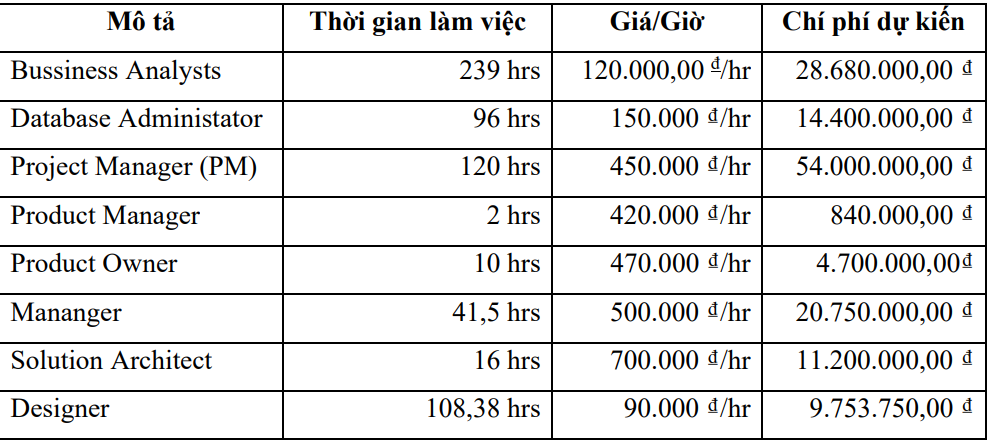 Mô tả Thời gian làm việc Giá/Giờ Chí phí dự kiến
Bussiness Analysts 239 hrs 120.000,00 ₫/hr 28.680.000,00 ₫
Database Administator 96 hrs 150.000 ₫/hr 14.400.000,00 ₫
Project Manager (PM) 120 hrs 450.000 ₫/hr 54.000.000,00 ₫
Product Manager 2 hrs 420.000 ₫/hr 840.000,00 ₫
Product Owner 10 hrs 470.000 ₫/hr 4.700.000,00₫
Mananger 41,5 hrs 500.000 ₫/hr 20.750.000,00 ₫
Solution Architect 16 hrs 700.000 ₫/hr 11.200.000,00 ₫
Designer 108,38 hrs 90.000 ₫/hr 9.753.750,00 ₫